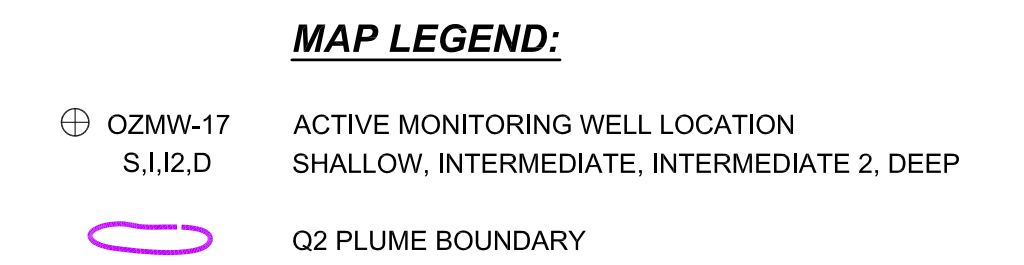 MAP LEGEND:
OZMW-17 ACTIVE MONITORING WELL LOCATION
S,I,I2,D SHALLOW, INTERMEDIATE, INTERMEDIATE 2, DEEP
Q2 PLUME BOUNDARY